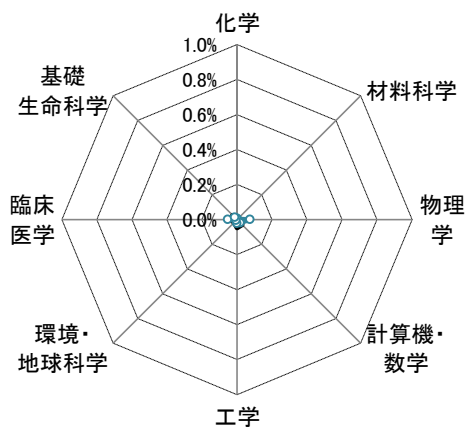 化学
1.0%
0.8%
0.6%
0.4%
0.2%
0.0%
材料科学
物理
学
計算機・
数学
工学
環境・
地球科学
臨床
医学
基礎
生命科学